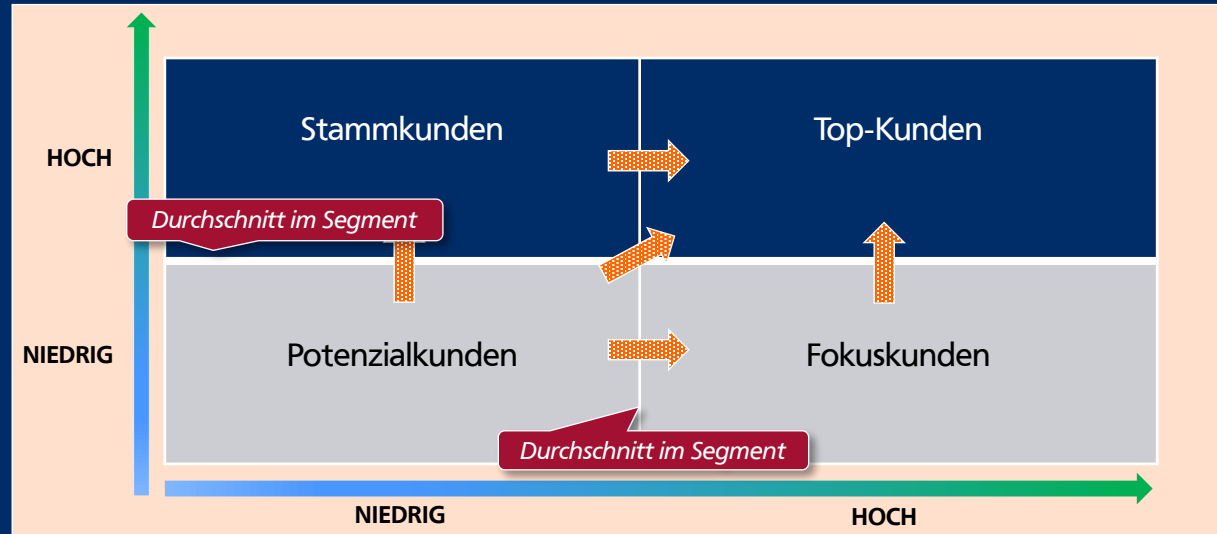 Stammkunden
Top-Kunden
HOCH
Durchschnitt im Segment
NIEDRIG
Potenzialkunden
Fokuskunden
Durchschnitt im Segment
NIEDRIG
HOCH